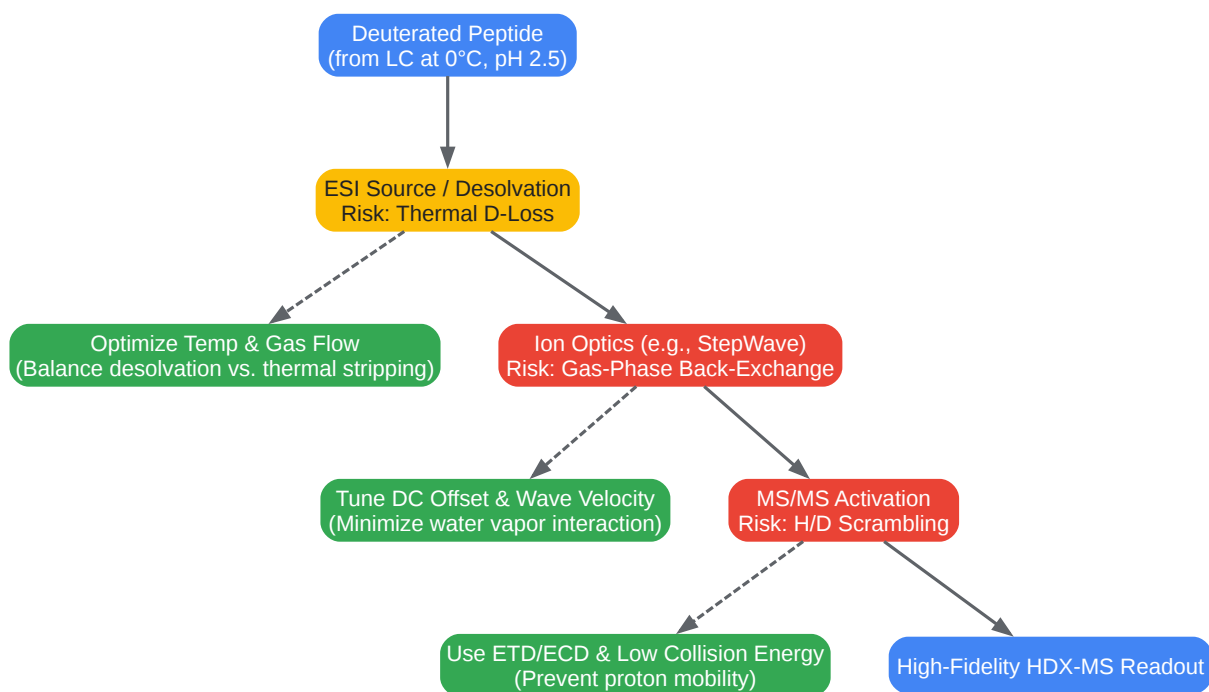 Deuterated Peptide
(from LC at 0°C, pH 2.5)
ESI Source / Desolvation
Risk: Thermal D-Loss
Optimize Temp & Gas Flow
(Balance desolvation vs. thermal stripping)
Ion Optics (e.g., StepWave)
Risk: Gas-Phase Back-Exchange
Tune DC Offset & Wave Velocity
(Minimize water vapor interaction)
MS/MS Activation
Risk: H/D Scrambling
Use ETD/ECD & Low Collision Energy
(Prevent proton mobility)
High-Fidelity HDX-MS Readout